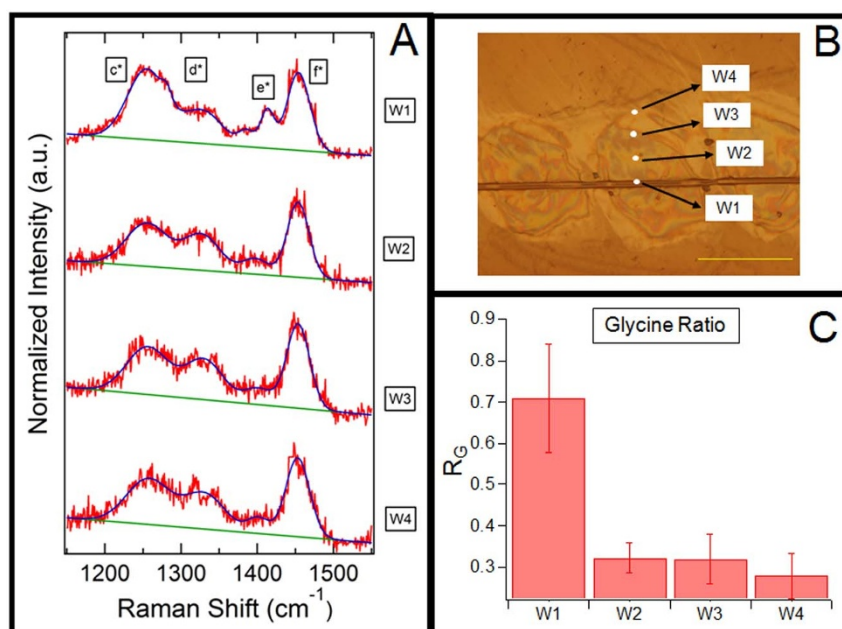 A
c*
d*
e*
f*
W1
W2
W3
W4
Normalized Intensity (a.u.)
1200
1300
1400
1500
Raman Shift (cm⁻¹)
B
W4
W3
W2
W1
C
Glycine Ratio
R_G
0.9
0.8
0.7
0.6
0.5
0.4
0.3
W1
W2
W3
W4